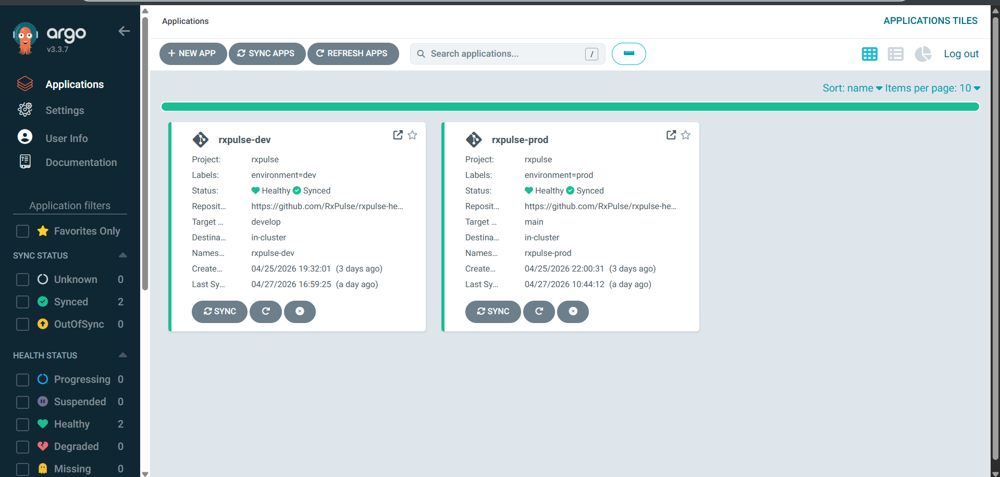 argo
v3.3.7
Applications
Settings
User Info
Documentation
Application filters
Favorites Only
SYNC STATUS
Unknown 0
Synced 2
OutOfSync 0
HEALTH STATUS
Progressing 0
Suspended 0
Healthy 2
Degraded 0
Missing 0
Applications
APPLICATIONS TILES
+ NEW APP
SYNC APPS
REFRESH APPS
Search applications...
/
Log out
Sort: name
Items per page: 10
rxpulse-dev
Project: rxpulse
Labels: environment=dev
Status: Healthy Synced
Reposit... https://github.com/RxPulse/rxpulse-he...
Target ... develop
Destina... in-cluster
Names... rxpulse-dev
Create... 04/25/2026 19:32:01 (3 days ago)
Last Sy... 04/27/2026 16:59:25 (a day ago)
SYNC
rxpulse-prod
Project: rxpulse
Labels: environment=prod
Status: Healthy Synced
Reposit... https://github.com/RxPulse/rxpulse-he...
Target ... main
Destina... in-cluster
Names... rxpulse-prod
Create... 04/25/2026 22:00:31 (3 days ago)
Last Sy... 04/27/2026 10:44:12 (a day ago)
SYNC